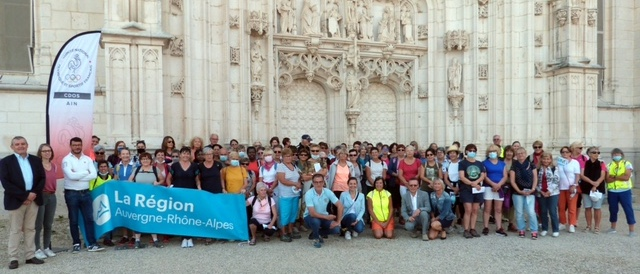 CDOS
AIN
La Région
Auvergne-Rhône-Alpes